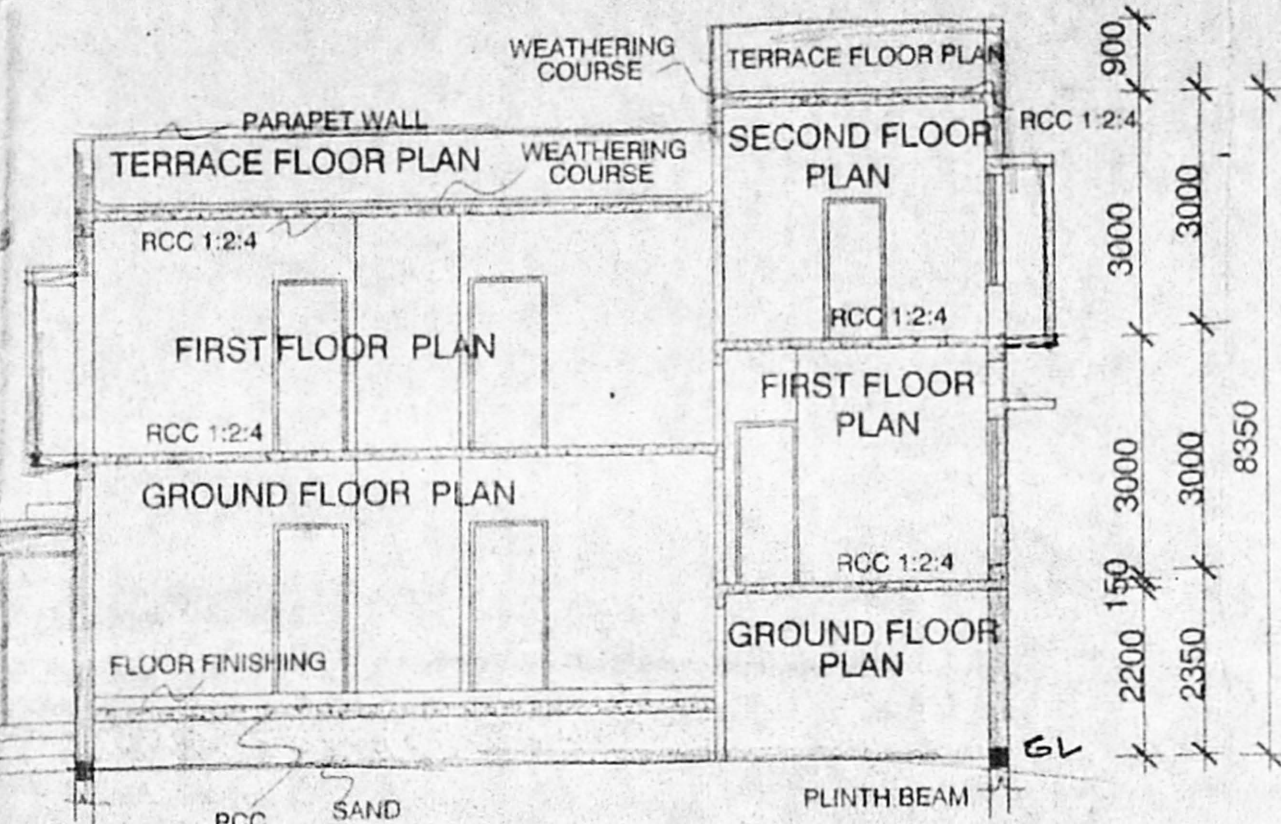 WEATHERING
COURSE
TERRACE FLOOR PLAN
900
PARAPET WALL
RCC 1:2:4
TERRACE FLOOR PLAN
WEATHERING
COURSE
SECOND FLOOR
PLAN
RCC 1:2:4
3000
3000
RCC 1:2:4
FIRST FLOOR PLAN
FIRST FLOOR
PLAN
RCC 1:2:4
3000
3000
8350
GROUND FLOOR PLAN
RCC 1:2:4
150
GROUND FLOOR
PLAN
2200
2350
FLOOR FINISHING
GL
RCC
SAND
PLINTH BEAM